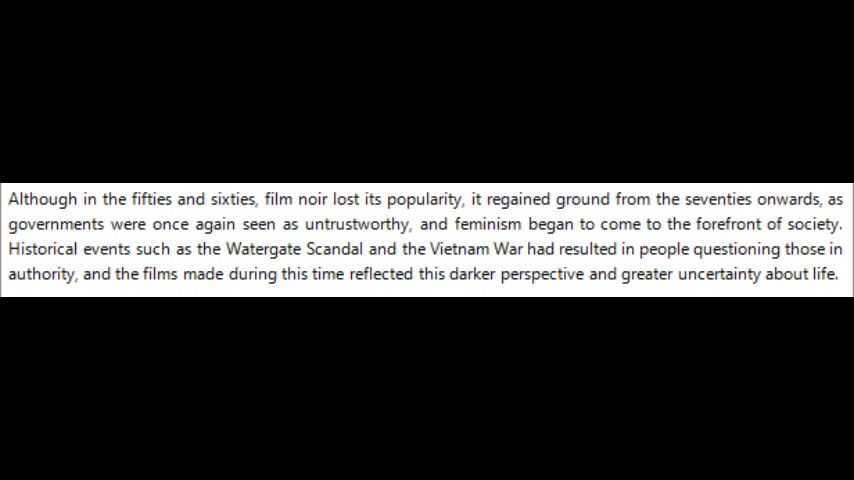 Although in the fifties and sixties, film noir lost its popularity, it regained ground from the seventies onwards, as
governments were once again seen as untrustworthy, and feminism began to come to the forefront of society.
Historical events such as the Watergate Scandal and the Vietnam War had resulted in people questioning those in
authority, and the films made during this time reflected this darker perspective and greater uncertainty about life.